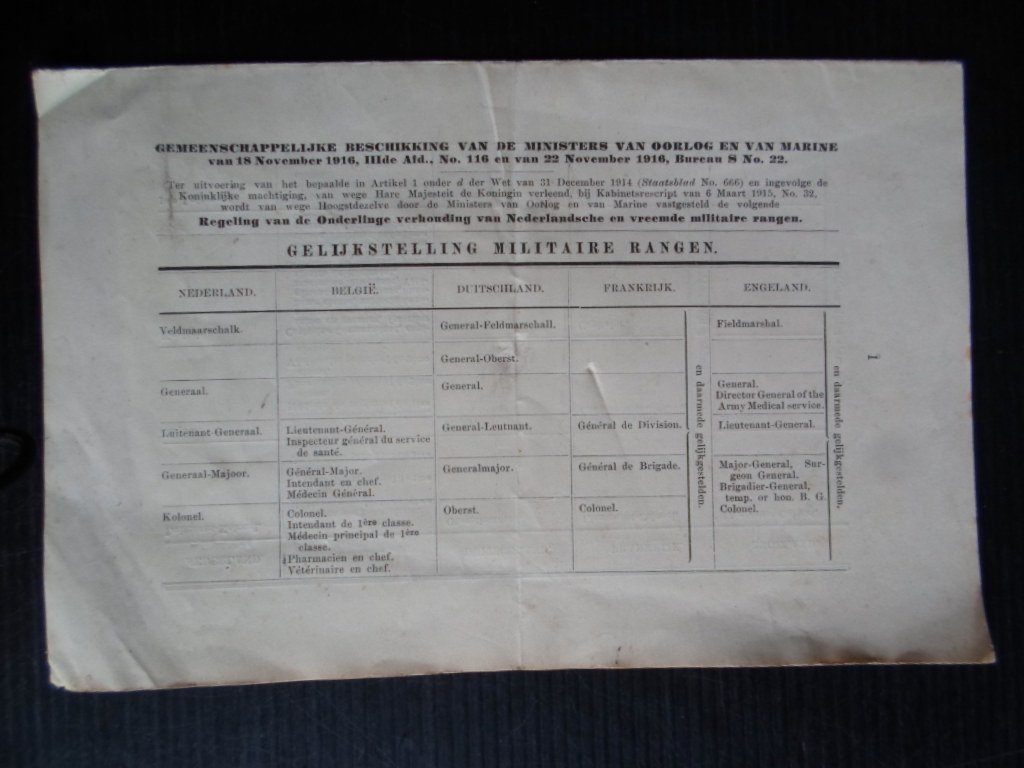 GEMEENSCHAPPELIJKE BESCHIKKING VAN DE MINISTERS VAN OORLOG EN VAN MARINE
van 18 November 1916, IIIde Afd., No. 116 en van 22 November 1916, Bureau S No. 22.
Ter uitvoering van het bepaalde in Artikel 1 onder d der Wet van 31 December 1914 (Staatsblad No. 666) en ingevolge de
Koninklijke machtiging, van wege Hare Majesteit de Koningin verleend, bij Kabinetsrescript van 6 Maart 1915, No. 32,
wordt van wege Hoogstdezelve door de Ministers van Oorlog en van Marine vastgesteld de volgende
Regeling van de Onderlinge verhouding van Nederlandsche en vreemde militaire rangen.
GELIJKSTELLING MILITAIRE RANGEN.
NEDERLAND. BELGIË. DUITSCHLAND. FRANKRIJK. ENGELAND.
Veldmaarschalk. General-Feldmarschall. Fieldmarshal.
General-Oberst.
Generaal. General. General.
Director General of the
Army Medical service.
Luitenant-Generaal. Lieutenant-Général. General-Leutnant. Général de Division. Lieutenant-General.
Inspecteur général du service
de santé.
Generaal-Majoor. Général-Major. Generalmajor. Général de Brigade. Major-General, Sur-
geon General.
Intendant en chef. Brigadier-General,
Médecin Général. temp. or hon. B. G.
Kolonel. Colonel. Oberst. Colonel. Colonel.
Intendant de 1ère classe.
Médecin principal de 1ère
classe.
Pharmacien en chef.
Vétérinaire en chef.
en daarmede gelijkgestelden.
en daarmede gelijkgestelden.
1